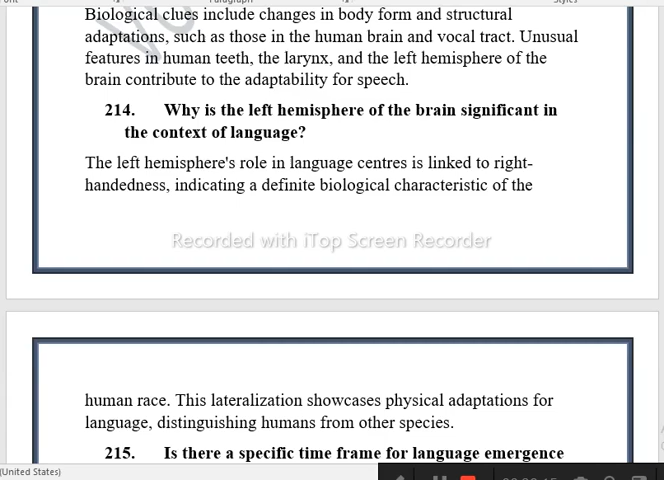 Paragraph
Styles
Biological clues include changes in body form and structural
adaptations, such as those in the human brain and vocal tract. Unusual
features in human teeth, the larynx, and the left hemisphere of the
brain contribute to the adaptability for speech.
214. Why is the left hemisphere of the brain significant in
the context of language?
The left hemisphere's role in language centres is linked to right-
handedness, indicating a definite biological characteristic of the
Recorded with iTop Screen Recorder
human race. This lateralization showcases physical adaptations for
language, distinguishing humans from other species.
215. Is there a specific time frame for language emergence
(United States)